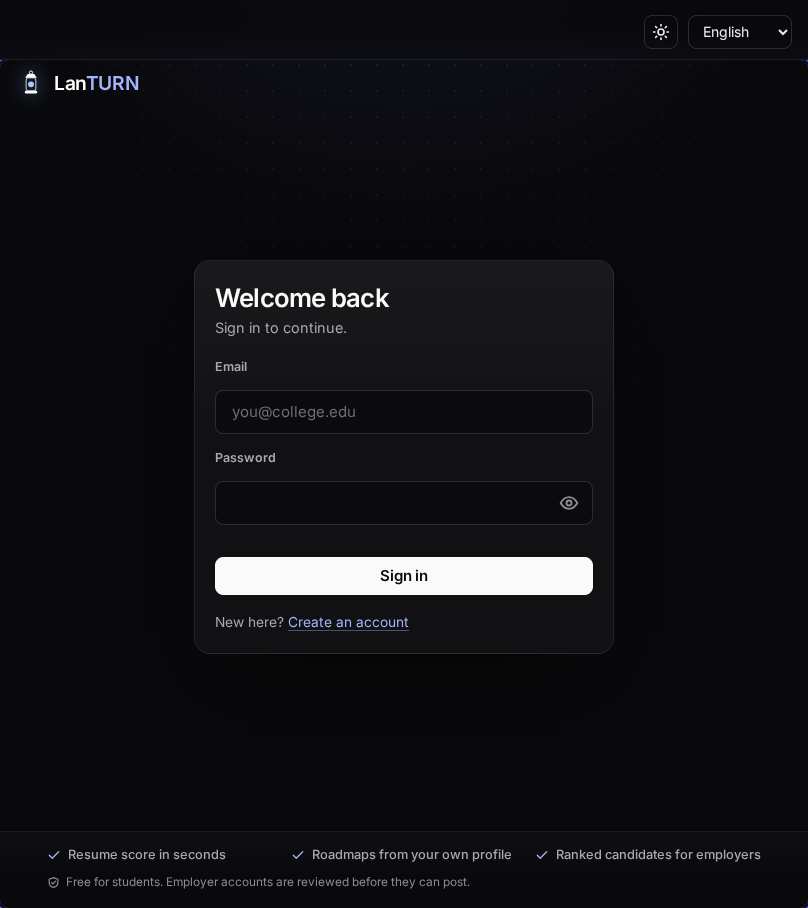 English
LanTURN
Welcome back
Sign in to continue.
Email
you@college.edu
Password
Sign in
New here? Create an account
Resume score in seconds
Roadmaps from your own profile
Ranked candidates for employers
Free for students. Employer accounts are reviewed before they can post.